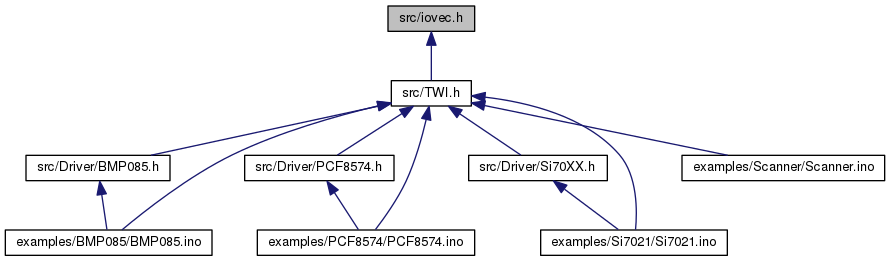 src/iovec.h
src/TWI.h
src/Driver/BMP085.h
src/Driver/PCF8574.h
src/Driver/Si70XX.h
examples/Scanner/Scanner.ino
examples/BMP085/BMP085.ino
examples/PCF8574/PCF8574.ino
examples/Si7021/Si7021.ino